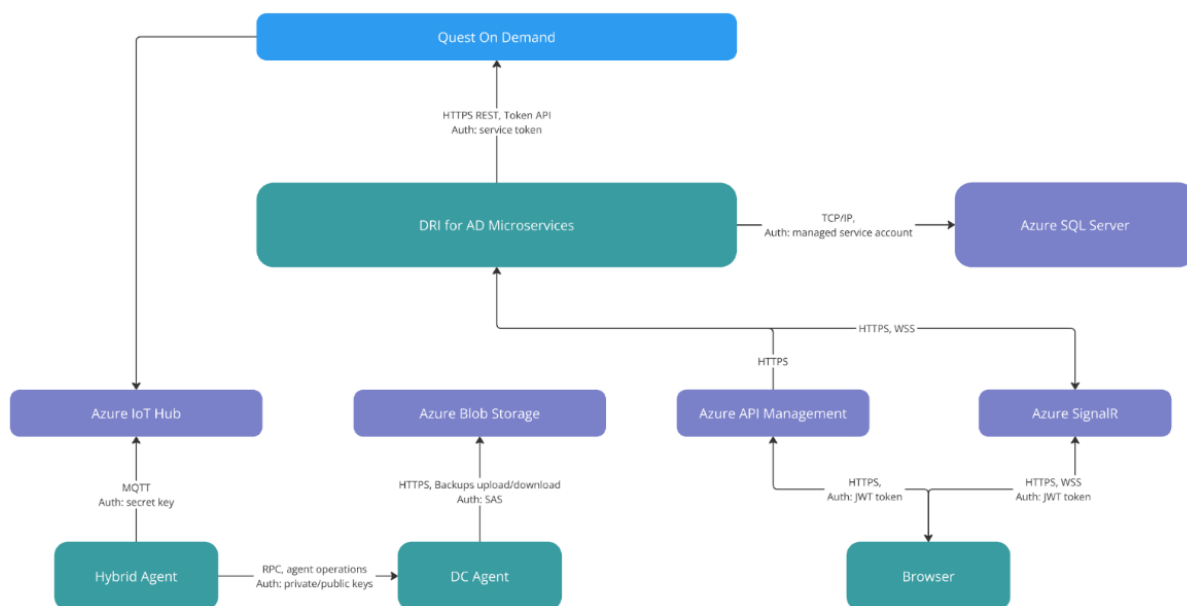 Quest On Demand
HTTPS REST, Token API
Auth: service token
DRI for AD Microservices
TCP/IP,
Auth: managed service account
Azure SQL Server
HTTPS, WSS
HTTPS
Azure IoT Hub
Azure Blob Storage
Azure API Management
Azure SignalR
MQTT
Auth: secret key
HTTPS, Backups upload/download
Auth: SAS
HTTPS,
Auth: JWT token
HTTPS, WSS
Auth: JWT token
Hybrid Agent
RPC, agent operations
Auth: private/public keys
DC Agent
Browser